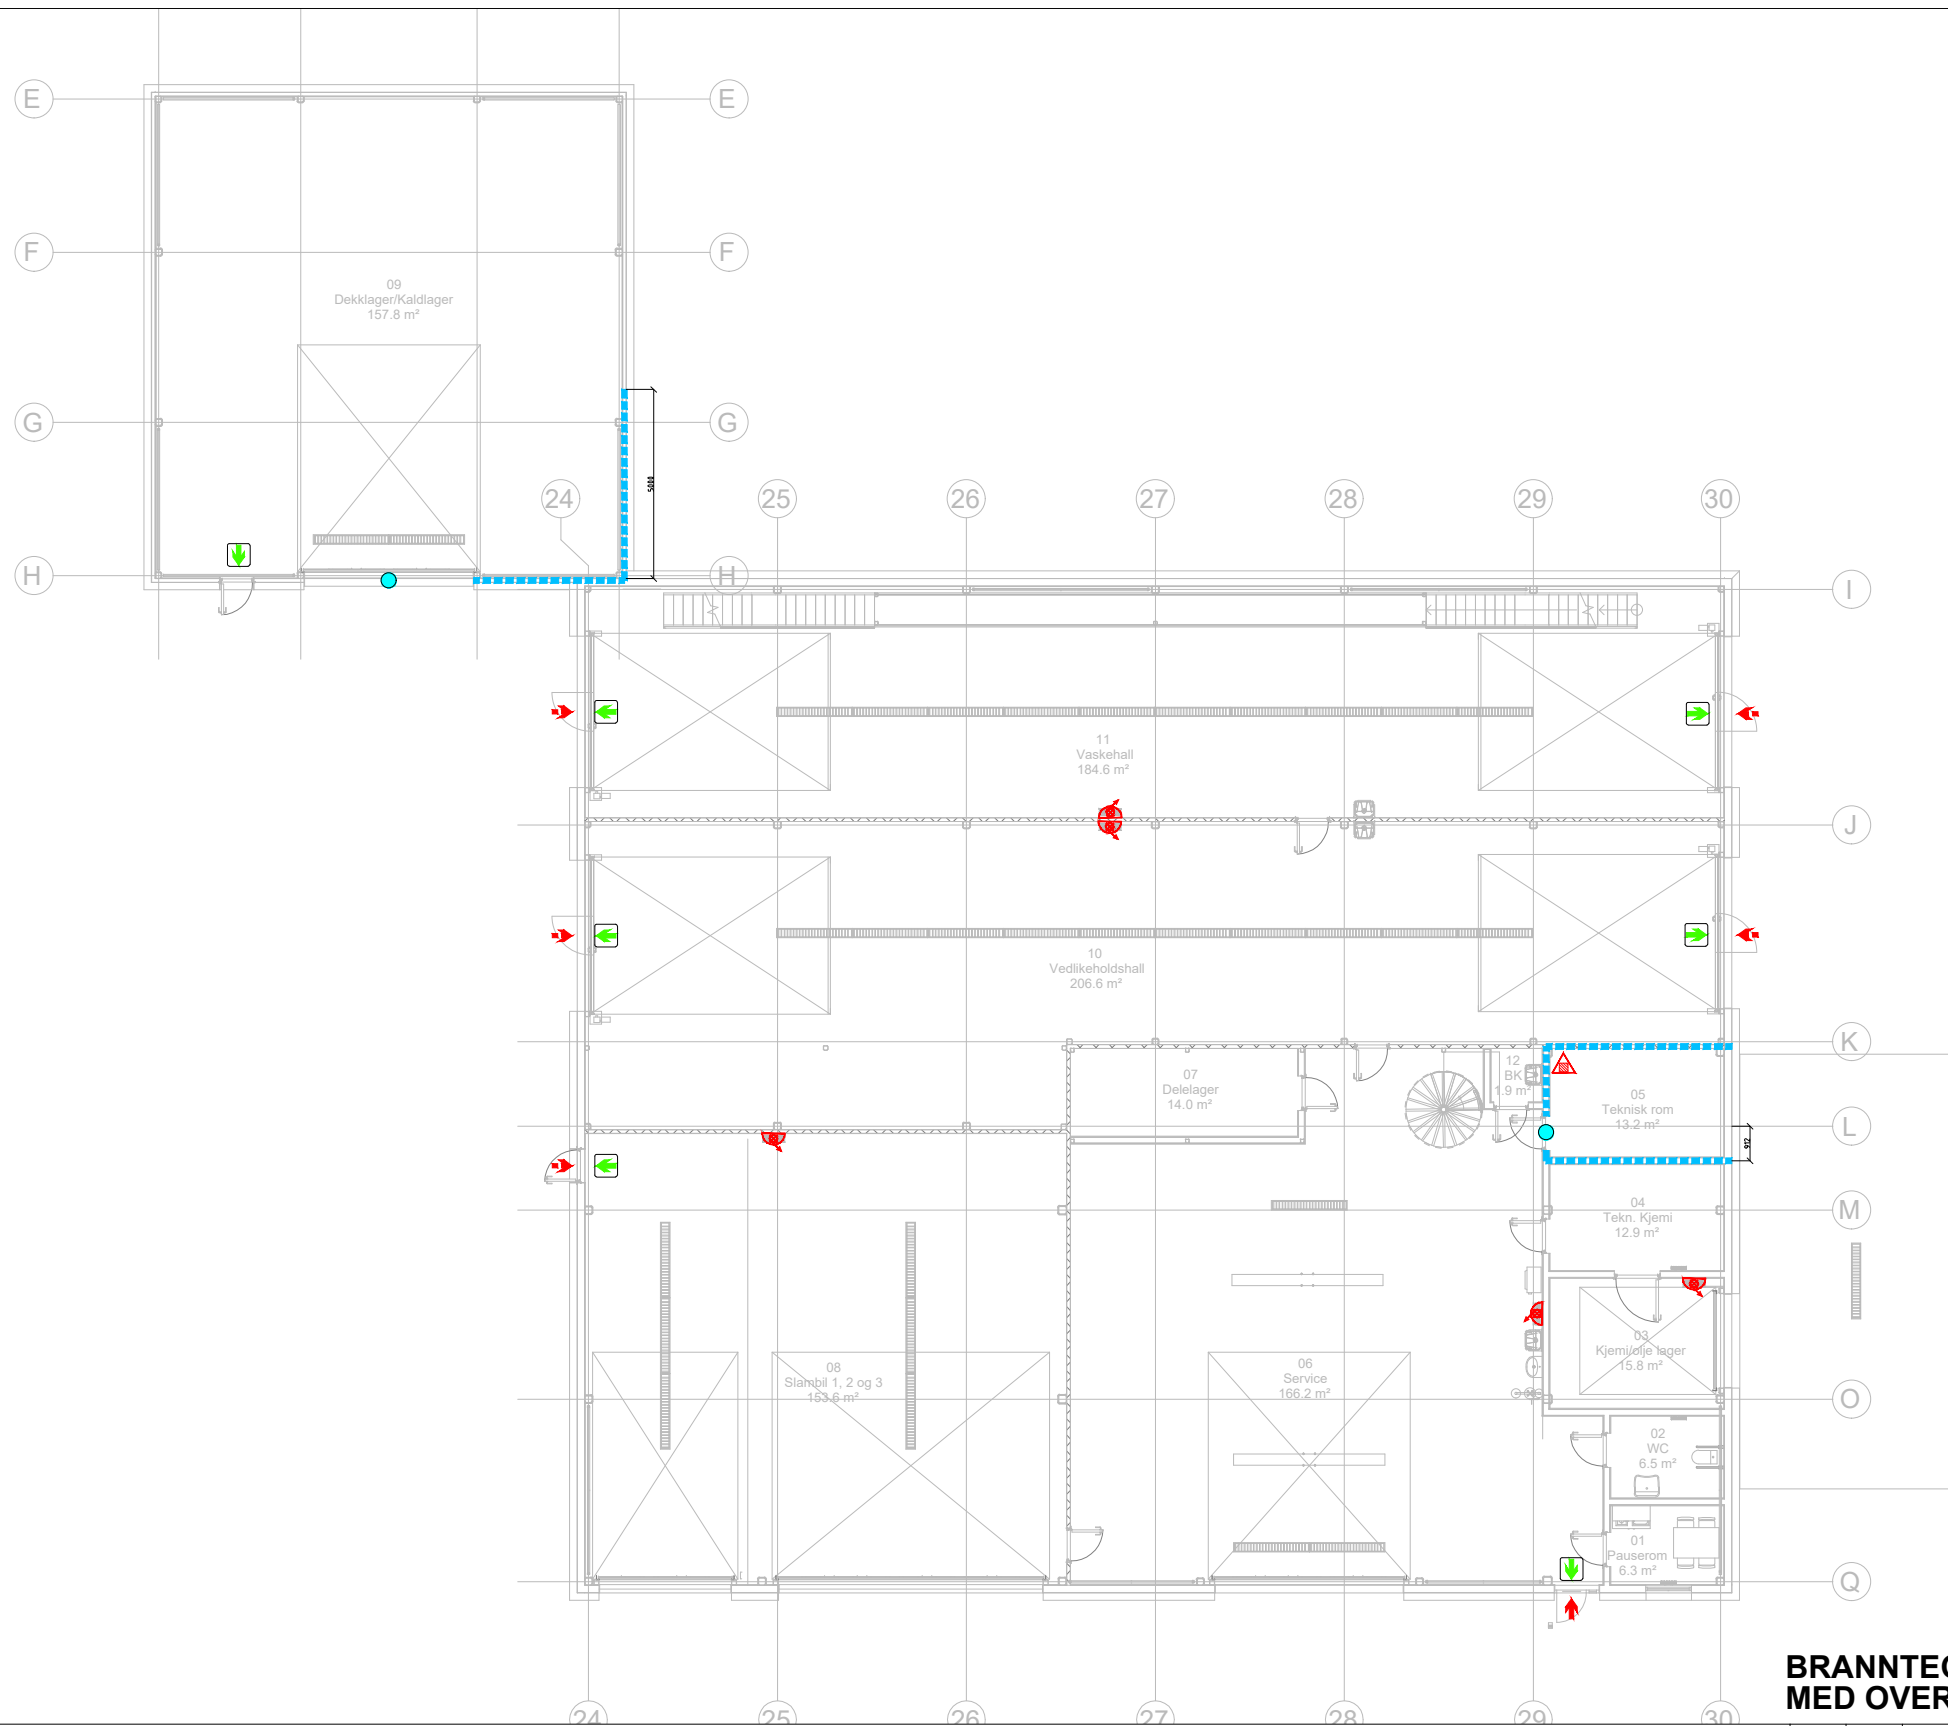 E
E
F
F
09
Dekklager/Kaldlager
157.8 m²
G
G
5000
24
25
26
27
28
29
30
H
H
I
11
Vaskehall
184.6 m²
J
10
Vedlikeholdshall
206.6 m²
K
07
Delelager
14.0 m²
12
BK
1.9 m²
05
Teknisk rom
13.2 m²
L
912
04
Tekn. Kjemi
12.9 m²
M
03
Kjemi/olje lager
15.8 m²
08
Slambil 1, 2 og 3
153.6 m²
06
Service
166.2 m²
O
02
WC
6.5 m²
01
Pauserom
6.3 m²
Q
BRANNTEG
MED OVER
24
25
26
27
28
29
30